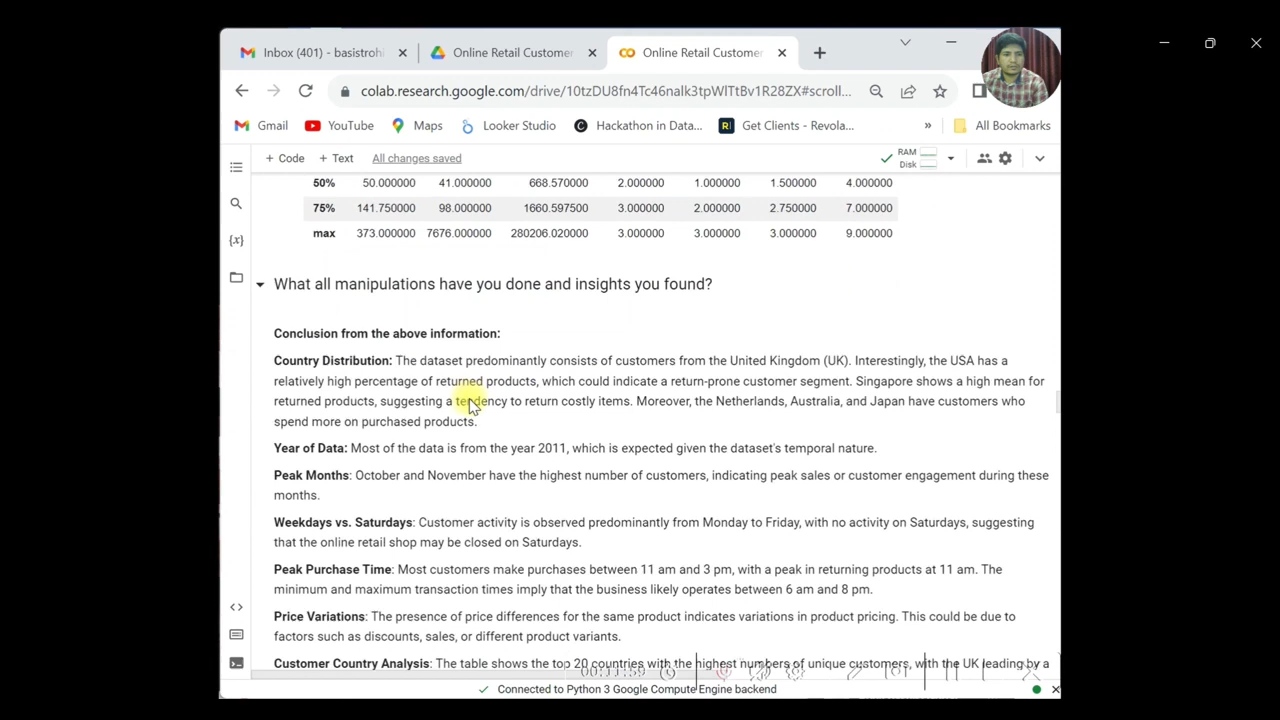 Inbox (401) - basistrohi
Online Retail Customer
Online Retail Customer
colab.research.google.com/drive/10tzDU8fn4Tc46nalk3tpWlTtBv1R28ZX#scroll...
Gmail YouTube Maps Looker Studio Hackathon in Data... Get Clients - Revola... » All Bookmarks
+ Code + Text All changes saved RAM
Disk
50% 50.000000 41.000000 668.570000 2.000000 1.000000 1.500000 4.000000
75% 141.750000 98.000000 1660.597500 3.000000 2.000000 2.750000 7.000000
max 373.000000 7676.000000 280206.020000 3.000000 3.000000 3.000000 9.000000
What all manipulations have you done and insights you found?
Conclusion from the above information:
Country Distribution: The dataset predominantly consists of customers from the United Kingdom (UK). Interestingly, the USA has a
relatively high percentage of returned products, which could indicate a return-prone customer segment. Singapore shows a high mean for
returned products, suggesting a tendency to return costly items. Moreover, the Netherlands, Australia, and Japan have customers who
spend more on purchased products.
Year of Data: Most of the data is from the year 2011, which is expected given the dataset's temporal nature.
Peak Months: October and November have the highest number of customers, indicating peak sales or customer engagement during these
months.
Weekdays vs. Saturdays: Customer activity is observed predominantly from Monday to Friday, with no activity on Saturdays, suggesting
that the online retail shop may be closed on Saturdays.
Peak Purchase Time: Most customers make purchases between 11 am and 3 pm, with a peak in returning products at 11 am. The
minimum and maximum transaction times imply that the business likely operates between 6 am and 8 pm.
Price Variations: The presence of price differences for the same product indicates variations in product pricing. This could be due to
factors such as discounts, sales, or different product variants.
Customer Country Analysis: The table shows the top 20 countries with the highest numbers of unique customers, with the UK leading by a
00:11:59
Connected to Python 3 Google Compute Engine backend